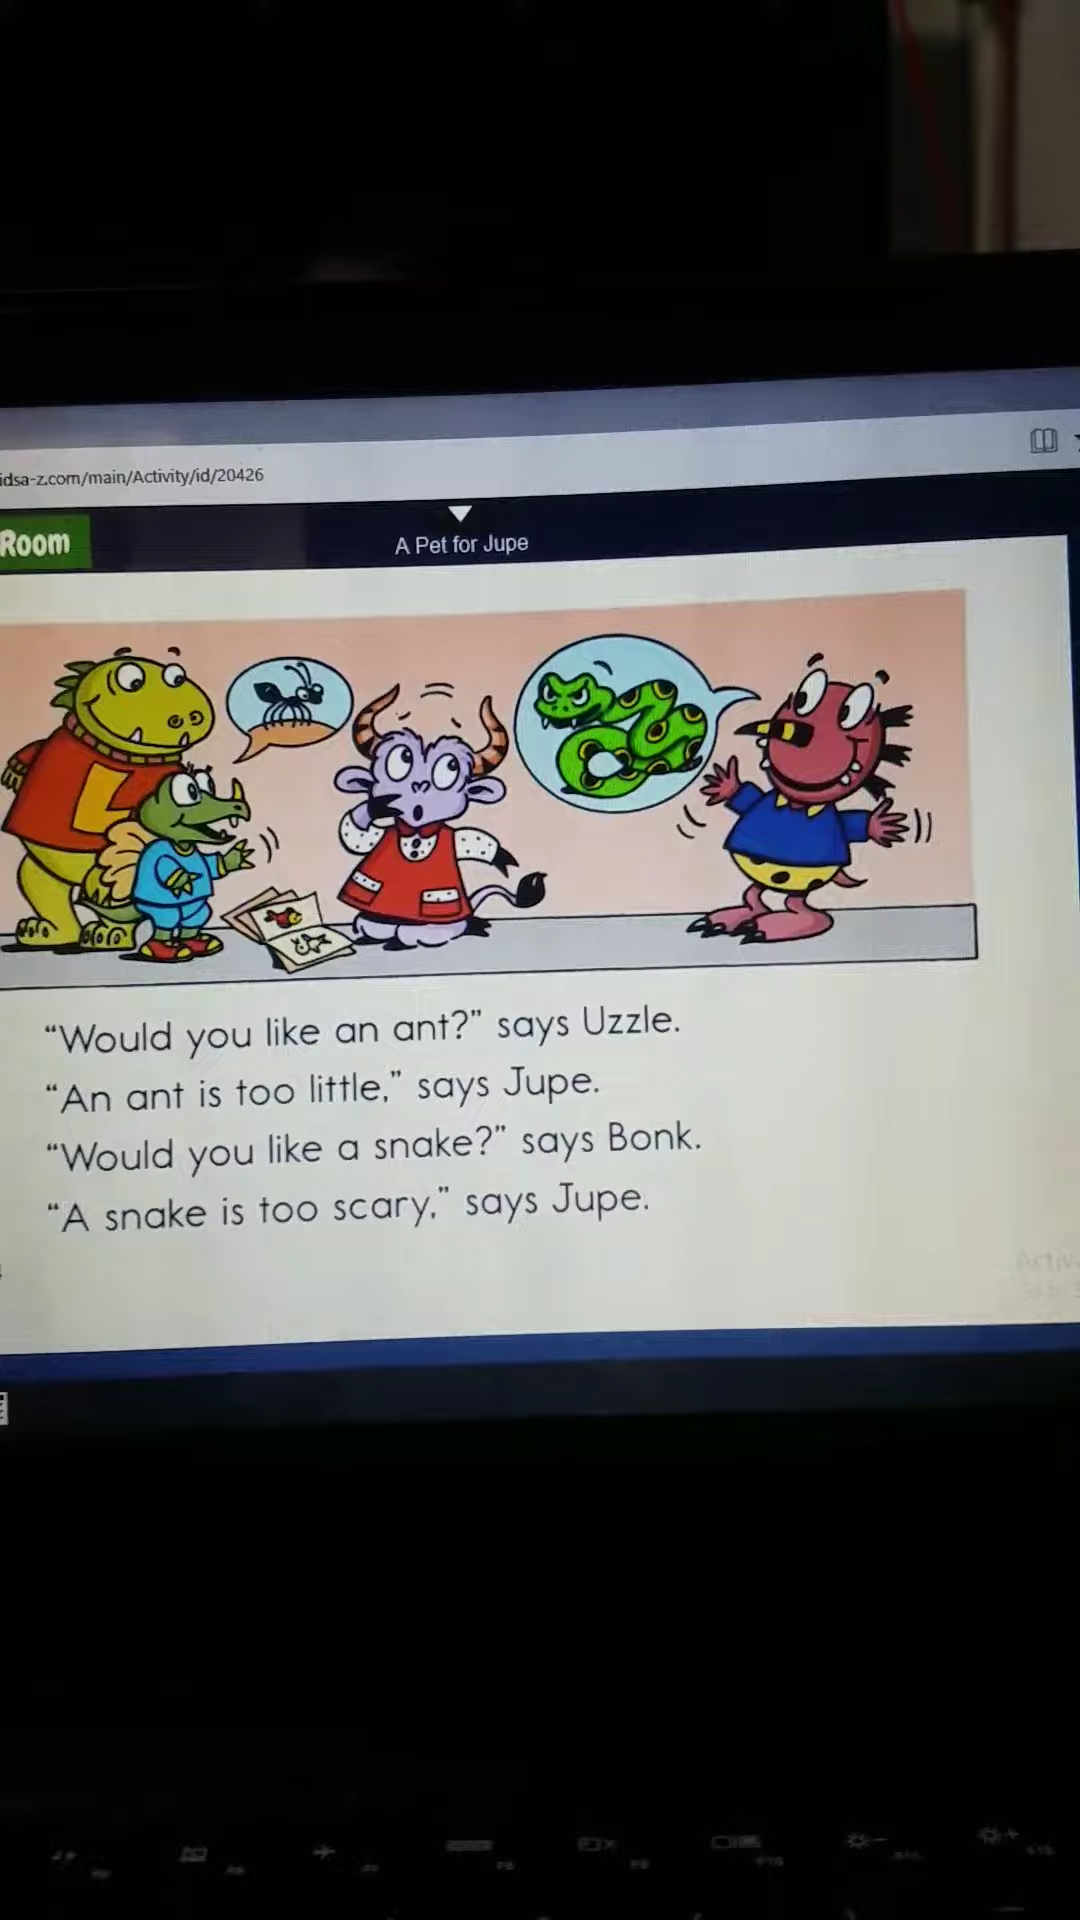 idsa-z.com/main/Activity/id/20426
Room
A Pet for Jupe
“Would you like an ant?” says Uzzle.
“An ant is too little,” says Jupe.
“Would you like a snake?” says Bonk.
“A snake is too scary,” says Jupe.